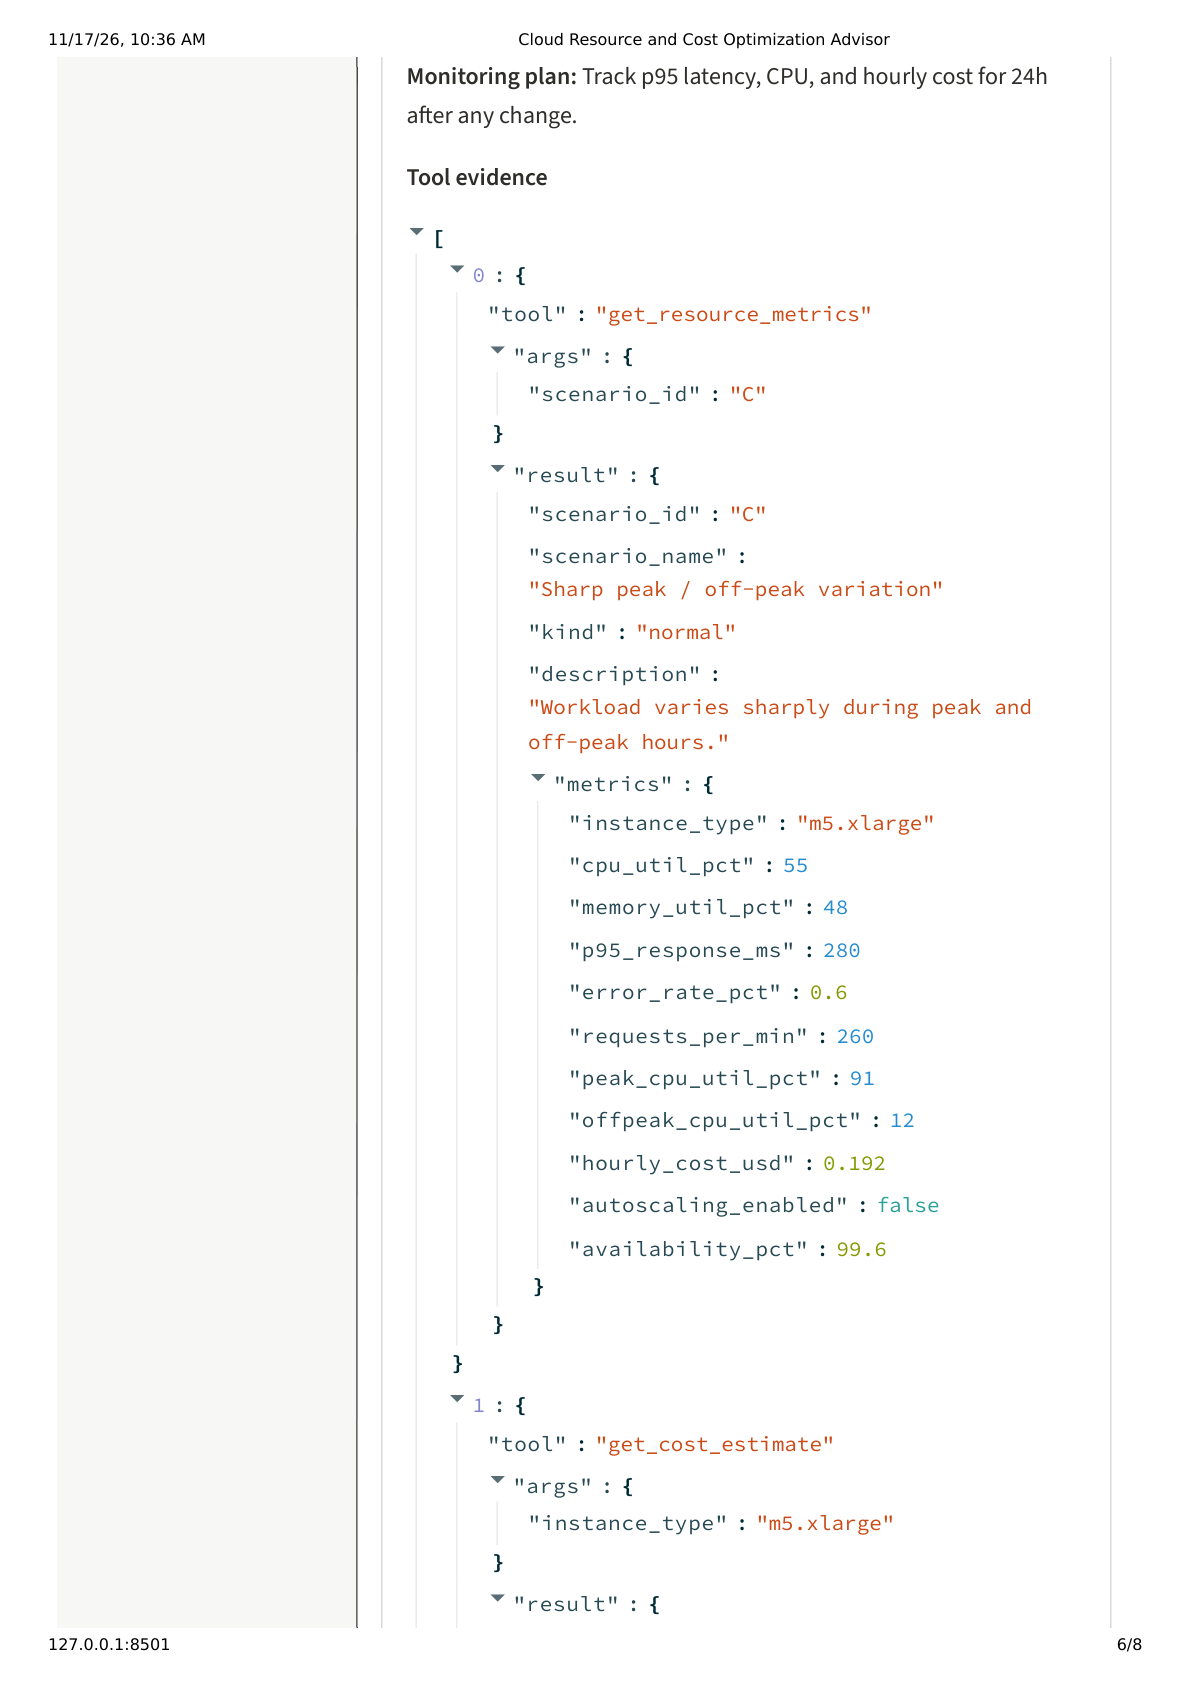 11/17/26, 10:36 AM
Cloud Resource and Cost Optimization Advisor
Monitoring plan: Track p95 latency, CPU, and hourly cost for 24h
after any change.
Tool evidence
[
0 : {
"tool" : "get_resource_metrics"
"args" : {
"scenario_id" : "C"
}
"result" : {
"scenario_id" : "C"
"scenario_name" :
"Sharp peak / off-peak variation"
"kind" : "normal"
"description" :
"Workload varies sharply during peak and
off-peak hours."
"metrics" : {
"instance_type" : "m5.xlarge"
"cpu_util_pct" : 55
"memory_util_pct" : 48
"p95_response_ms" : 280
"error_rate_pct" : 0.6
"requests_per_min" : 260
"peak_cpu_util_pct" : 91
"offpeak_cpu_util_pct" : 12
"hourly_cost_usd" : 0.192
"autoscaling_enabled" : false
"availability_pct" : 99.6
}
}
}
1 : {
"tool" : "get_cost_estimate"
"args" : {
"instance_type" : "m5.xlarge"
}
"result" : {
127.0.0.1:8501
6/8